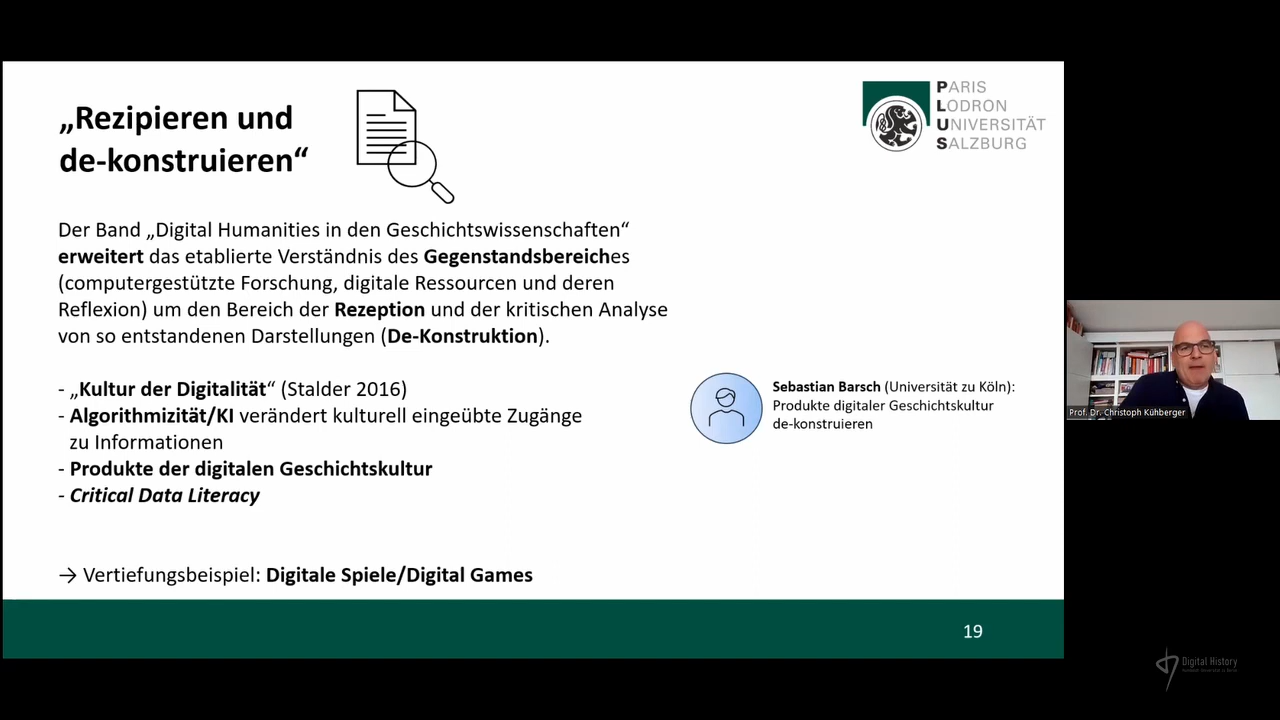 „Rezipieren und
de-konstruieren“
PARIS
LODRON
UNIVERSITÄT
SALZBURG
Der Band „Digital Humanities in den Geschichtswissenschaften“
erweitert das etablierte Verständnis des Gegenstandsbereiches
(computergestützte Forschung, digitale Ressourcen und deren
Reflexion) um den Bereich der Rezeption und der kritischen Analyse
von so entstandenen Darstellungen (De-Konstruktion).
- „Kultur der Digitalität“ (Stalder 2016)
- Algorithmizität/KI verändert kulturell eingeübte Zugänge
zu Informationen
- Produkte der digitalen Geschichtskultur
- Critical Data Literacy
→ Vertiefungsbeispiel: Digitale Spiele/Digital Games
Sebastian Barsch (Universität zu Köln):
Produkte digitaler Geschichtskultur
de-konstruieren
19
Prof. Dr. Christoph Kühberger
Digital History